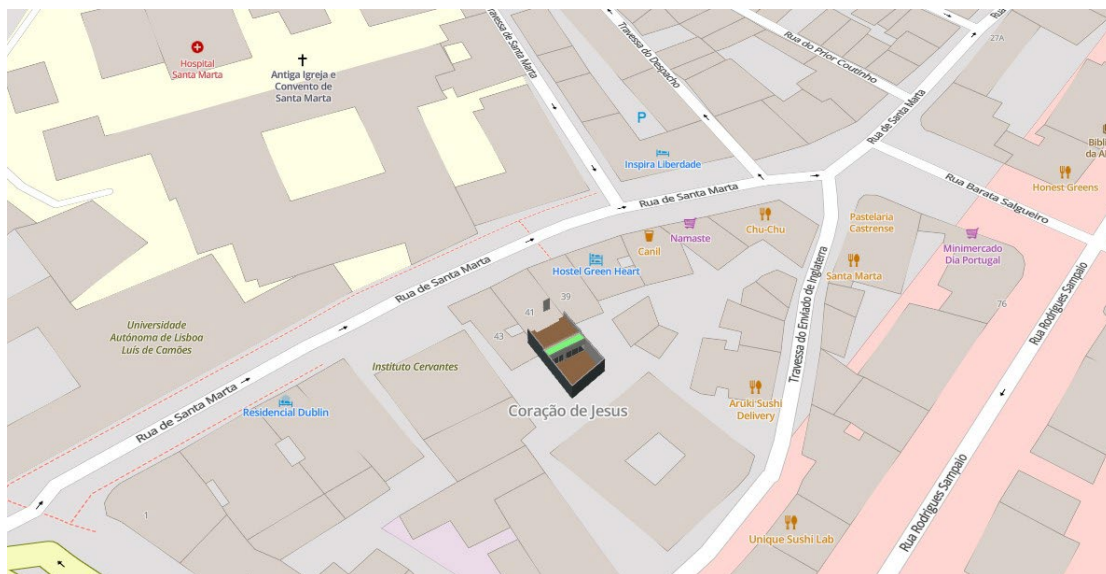 Travessa de Santa Marta
Travessa do Despacho
Rua do Prior Coutinho
27A
Hospital
Santa Marta
Antiga Igreja e
Convento de
Santa Marta
P
Inspira Liberdade
Rua de Santa Marta
Rua de Santa Marta
Honest Greens
Rua Barata Salgueiro
Chu-Chu
Pastelaria
Castrense
Namaste
Canil
Minimercado
Dia Portugal
Hostel Green Heart
Santa Marta
Rua de Santa Marta
39
41
43
76
Travessa do Enviado de Inglaterra
Rua Rodrigues Sampaio
Universidade
Autónoma de Lisboa
Luís de Camões
Instituto Cervantes
Residencial Dublin
Rua de Santa Marta
Coração de Jesus
Aruki Sushi
Delivery
1
Unique Sushi Lab
Rua Rodrigues Sampaio